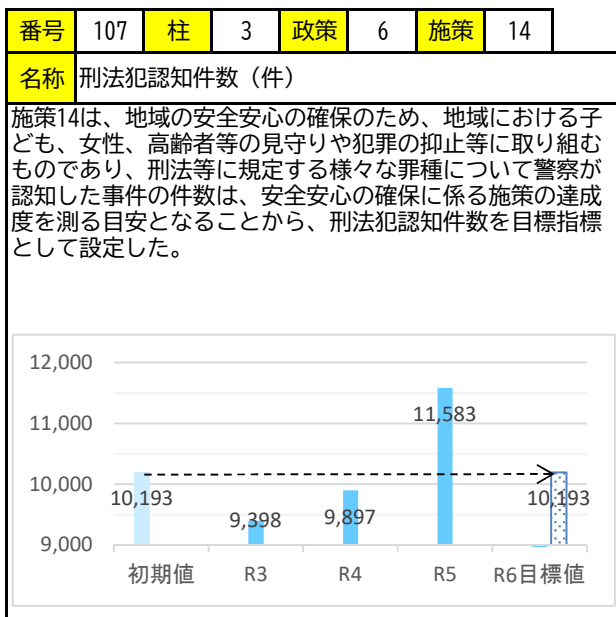 番号 107 柱 3 政策 6 施策 14
名称 刑法犯認知件数（件）
施策14は、地域の安全安心の確保のため、地域における子
ども、女性、高齢者等の見守りや犯罪の抑止等に取り組む
ものであり、刑法等に規定する様々な罪種について警察が
認知した事件の件数は、安全安心の確保に係る施策の達成
度を測る目安となることから、刑法犯認知件数を目標指標
として設定した。
12,000
11,000
10,000
9,000
10,193
9,398
9,897
11,583
10,193
初期値 R3 R4 R5 R6目標値